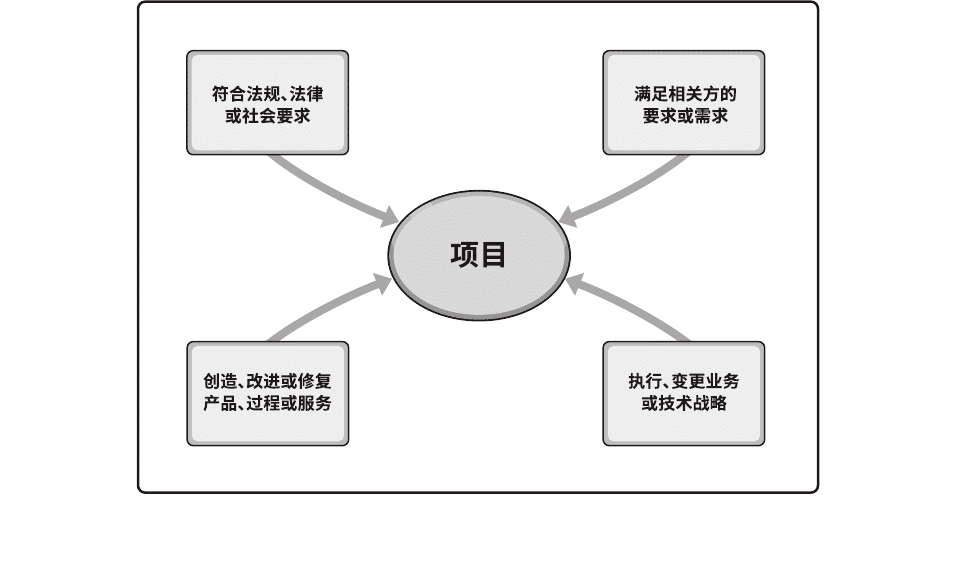 符合法规、法律
或社会要求
满足相关方的
要求或需求
项目
创造、改进或修复
产品、过程或服务
执行、变更业务
或技术战略